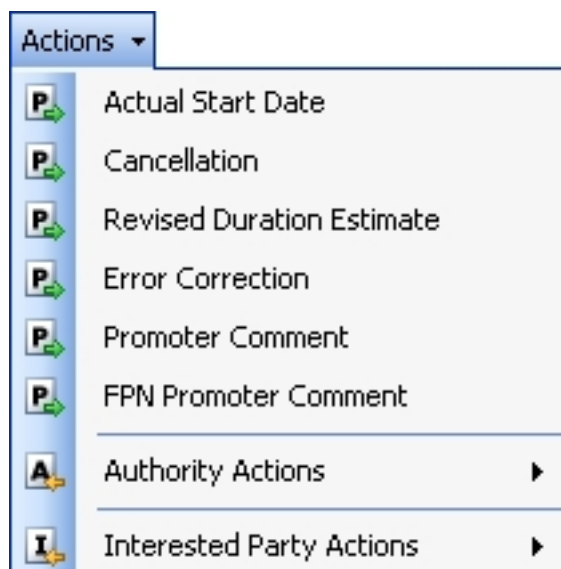 Actions
P Actual Start Date
P Cancellation
P Revised Duration Estimate
P Error Correction
P Promoter Comment
P FPN Promoter Comment
A Authority Actions
I Interested Party Actions